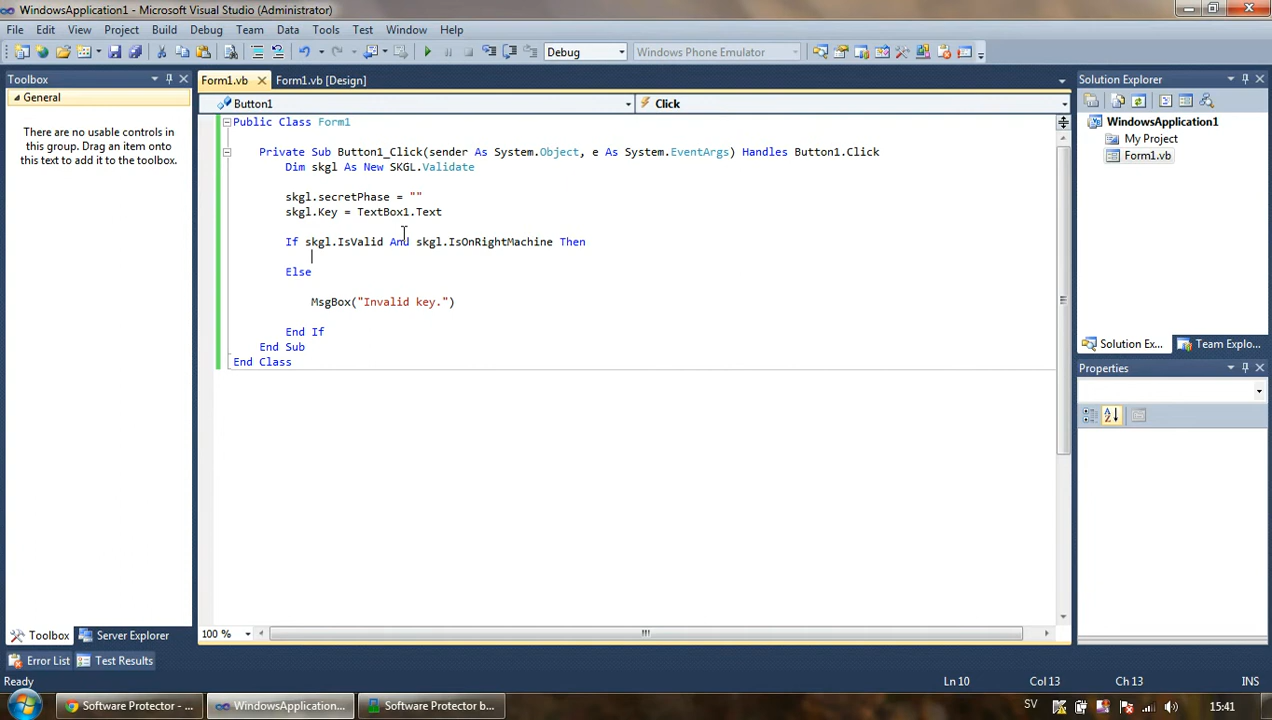 WindowsApplication1 - Microsoft Visual Studio (Administrator)
File Edit View Project Build Debug Team Data Tools Test Window Help
Debug Windows Phone Emulator
Toolbox
General
There are no usable controls in
this group. Drag an item onto
this text to add it to the toolbox.
Form1.vb Form1.vb [Design]
Button1 Click
Public Class Form1
Private Sub Button1_Click(sender As System.Object, e As System.EventArgs) Handles Button1.Click
Dim skgl As New SKGL.Validate
skgl.secretPhase = ""
skgl.Key = TextBox1.Text
If skgl.IsValid And skgl.IsOnRightMachine Then
Else
MsgBox("Invalid key.")
End If
End Sub
End Class
100 %
Solution Explorer
WindowsApplication1
My Project
Form1.vb
Solution Ex... Team Explo...
Properties
Toolbox Server Explorer
Error List Test Results
Ready Ln 10 Col 13 Ch 13 INS
Software Protector - ... WindowsApplication... Software Protector b... SV 15:41